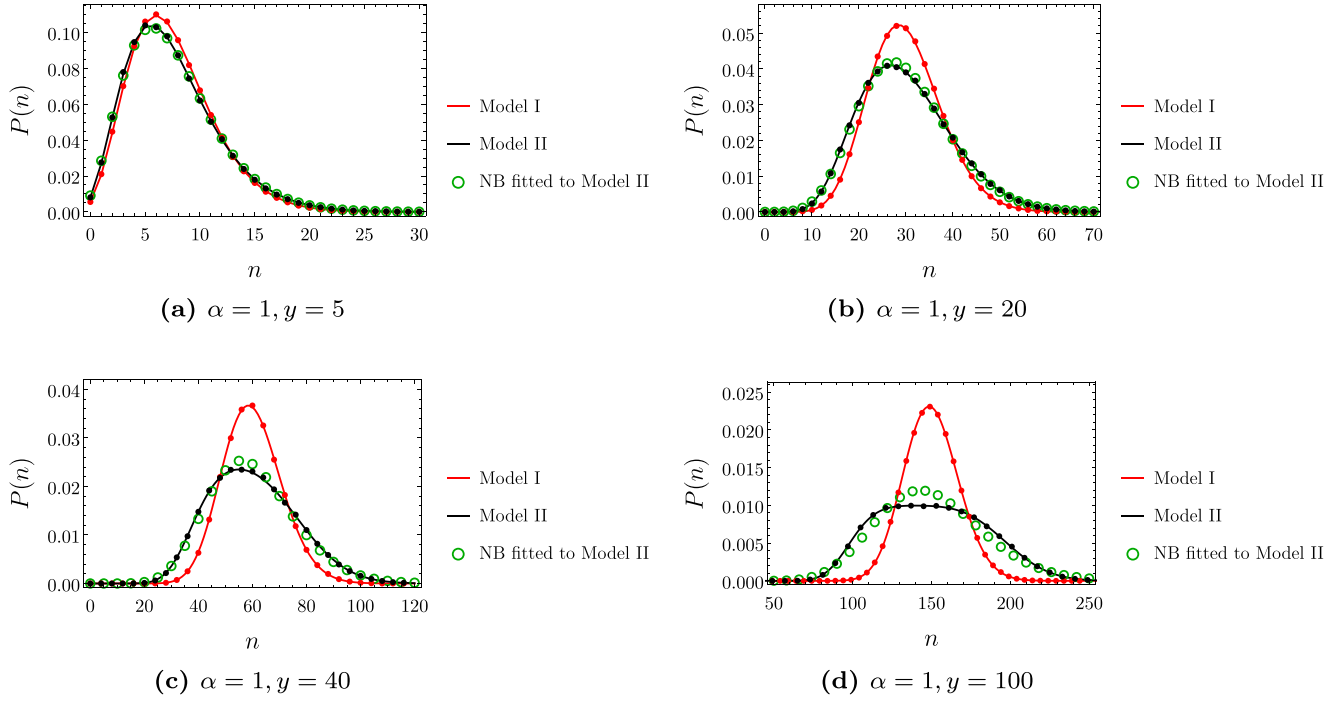 P(n)
0.10
0.08
0.06
0.04
0.02
0.00
0 5 10 15 20 25 30
n
Model I
Model II
NB fitted to Model II
(a) α = 1, y = 5
P(n)
0.05
0.04
0.03
0.02
0.01
0.00
0 10 20 30 40 50 60 70
n
Model I
Model II
NB fitted to Model II
(b) α = 1, y = 20
P(n)
0.04
0.03
0.02
0.01
0.00
0 20 40 60 80 100 120
n
Model I
Model II
NB fitted to Model II
(c) α = 1, y = 40
P(n)
0.025
0.020
0.015
0.010
0.005
0.000
50 100 150 200 250
n
Model I
Model II
NB fitted to Model II
(d) α = 1, y = 100